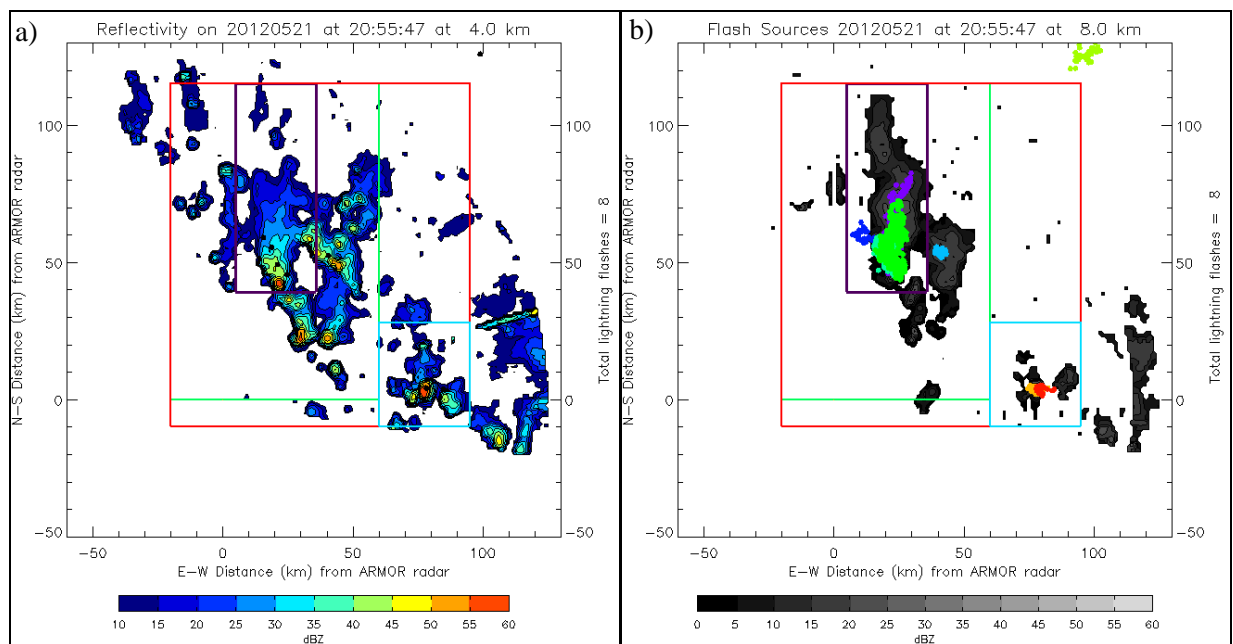 a)
Reflectivity on 20120521 at 20:55:47 at 4.0 km
N-S Distance (km) from ARMOR radar
100
50
0
-50
100
50
0
-50
Total lightning flashes = 8
-50 0 50 100
E-W Distance (km) from ARMOR radar
10 15 20 25 30 35 40 45 50 55 60
dBZ
b)
Flash Sources 20120521 at 20:55:47 at 8.0 km
N-S Distance (km) from ARMOR radar
100
50
0
-50
100
50
0
-50
Total lightning flashes = 8
-50 0 50 100
E-W Distance (km) from ARMOR radar
0 5 10 15 20 25 30 35 40 45 50 55 60
dBZ